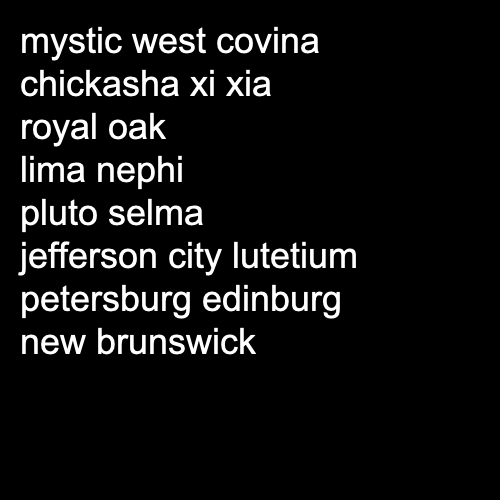 mystic west covina
chickasha xi xia
royal oak
lima nephi
pluto selma
jefferson city lutetium
petersburg edinburg
new brunswick